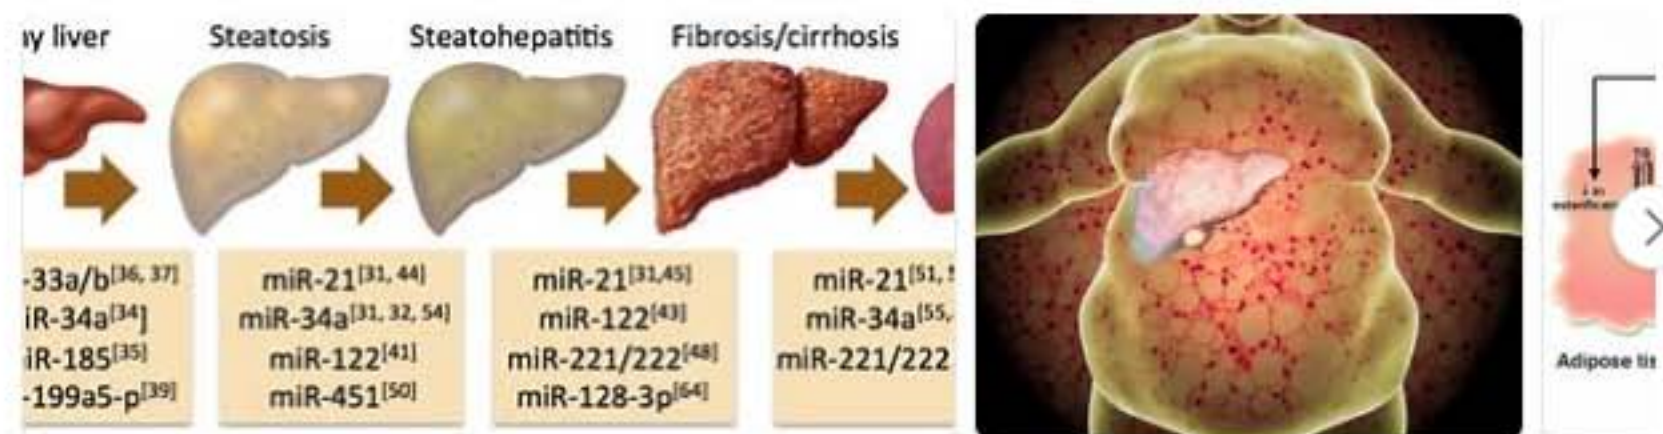 ny liver
Steatosis
Steatohepatitis
Fibrosis/cirrhosis
-33a/b[36, 37]
iR-34a[34]
iR-185[35]
-199a5-p[39]
miR-21[31, 44]
miR-34a[31, 32, 54]
miR-122[41]
miR-451[50]
miR-21[31,45]
miR-122[43]
miR-221/222[48]
miR-128-3p[64]
miR-21[51,
miR-34a[55,
miR-221/222
Adipose tis